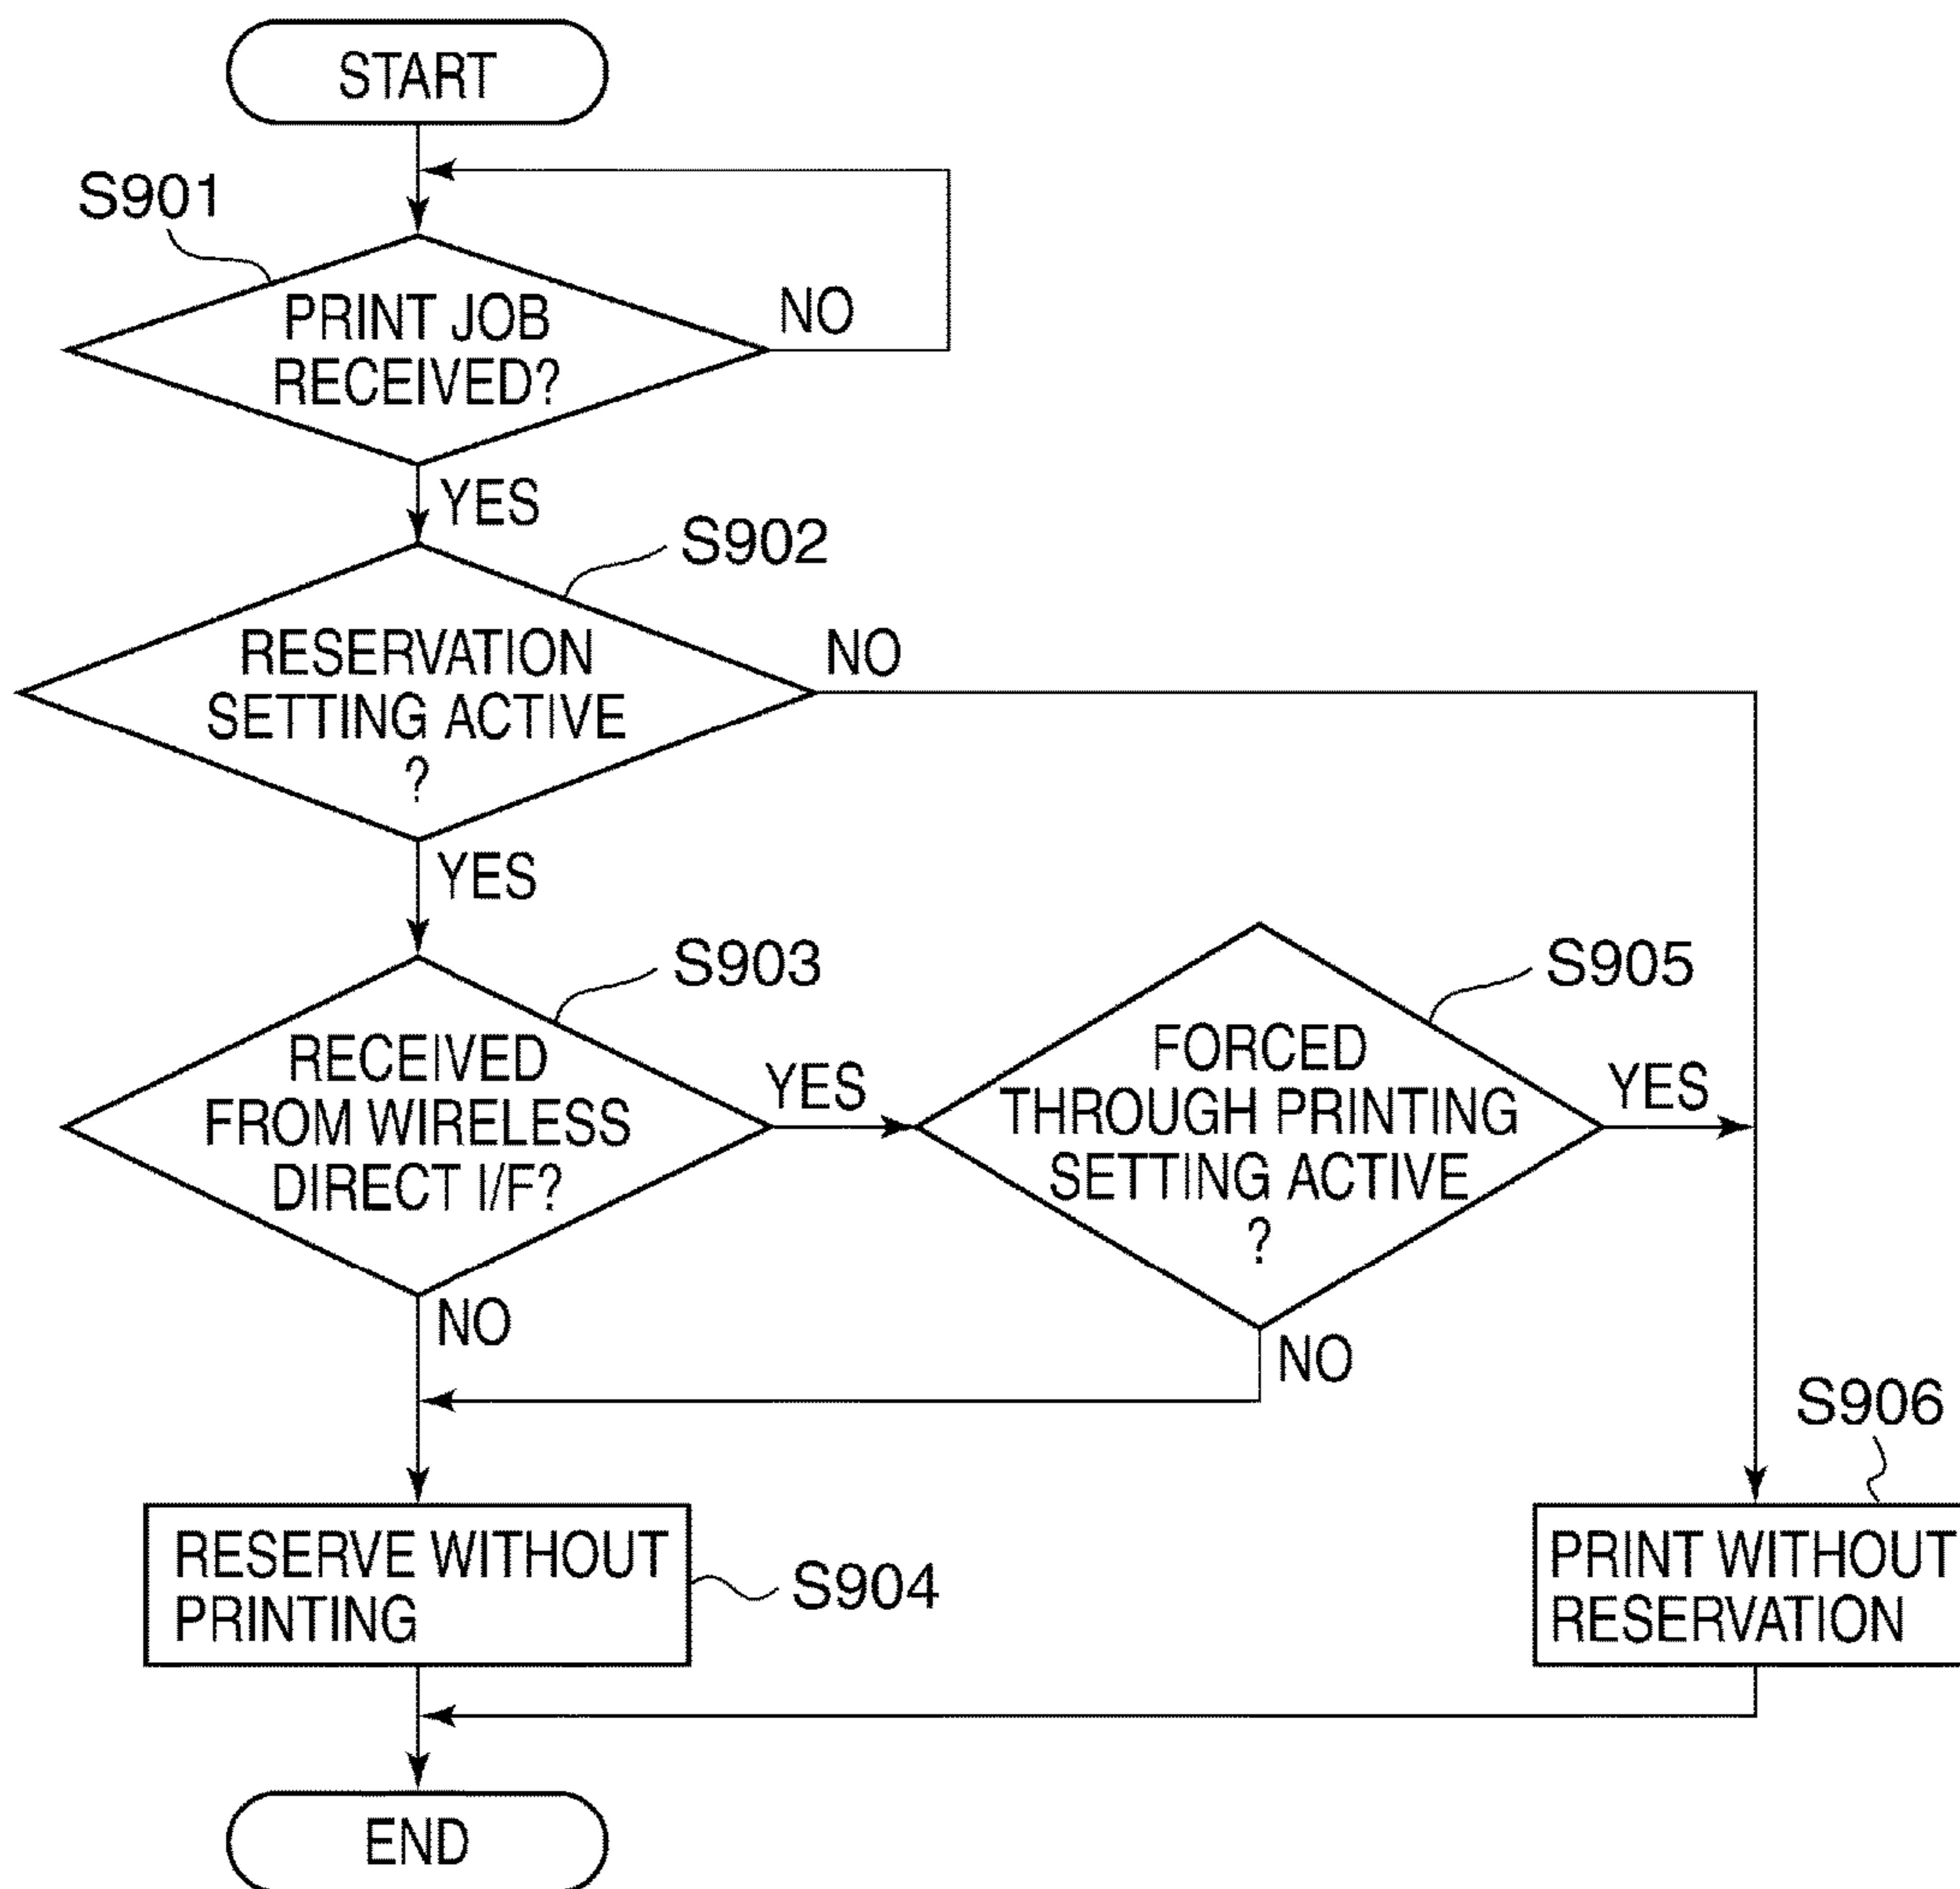 START
S901
PRINT JOB
RECEIVED?
NO
YES
S902
RESERVATION
SETTING ACTIVE
?
NO
YES
S903
RECEIVED
FROM WIRELESS
DIRECT I/F?
YES
NO
S905
FORCED
THROUGH PRINTING
SETTING ACTIVE
?
YES
NO
RESERVE WITHOUT
PRINTING
S904
S906
PRINT WITHOUT
RESERVATION
END